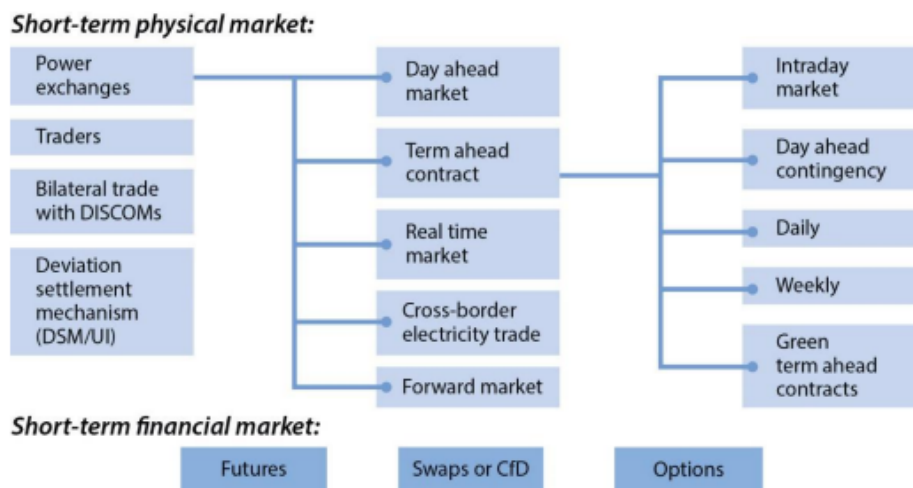 Short-term physical market:
Power
exchanges
Traders
Bilateral trade
with DISCOMs
Deviation
settlement
mechanism
(DSM/UI)
Day ahead
market
Term ahead
contract
Real time
market
Cross-border
electricity trade
Forward market
Intraday
market
Day ahead
contingency
Daily
Weekly
Green
term ahead
contracts
Short-term financial market:
Futures
Swaps or CfD
Options